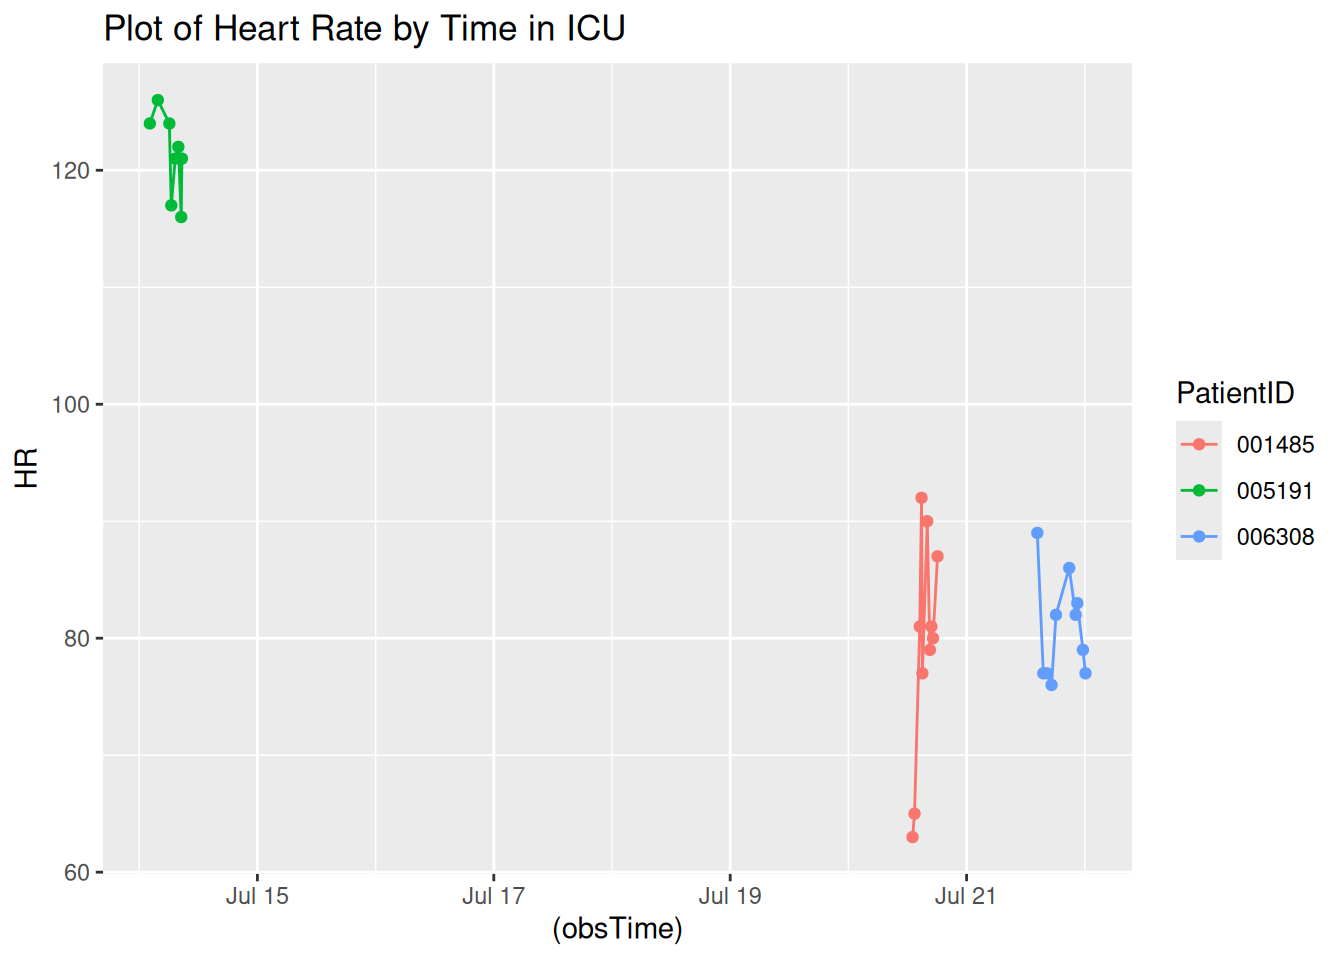 Plot of Heart Rate by Time in ICU
120
100
80
60
HR
Jul 15
Jul 17
Jul 19
Jul 21
(obsTime)
PatientID
001485
005191
006308